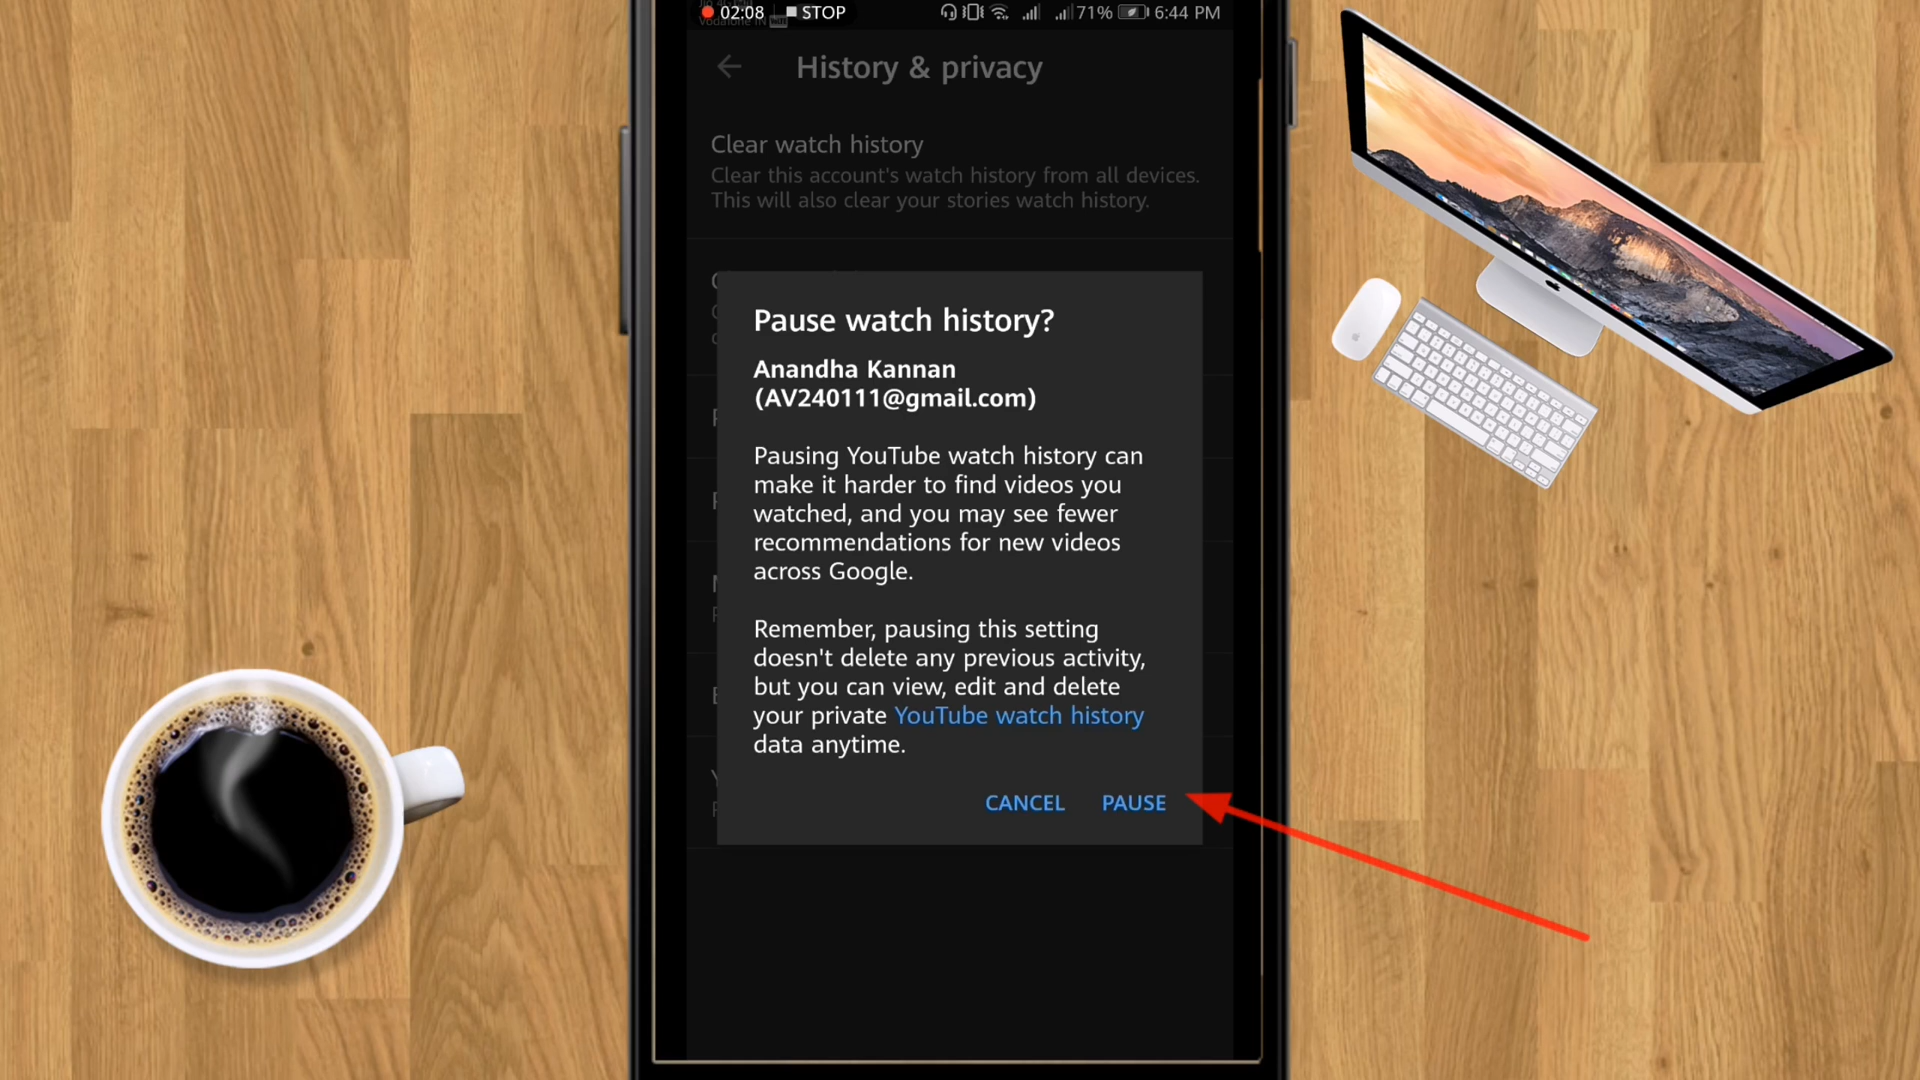 02:08 STOP 71% 6:44 PM
History & privacy
Clear watch history
Clear this account's watch history from all devices.
This will also clear your stories watch history.
Pause watch history?
Anandha Kannan
(AV240111@gmail.com)
Pausing YouTube watch history can
make it harder to find videos you
watched, and you may see fewer
recommendations for new videos
across Google.
Remember, pausing this setting
doesn't delete any previous activity,
but you can view, edit and delete
your private YouTube watch history
data anytime.
CANCEL PAUSE